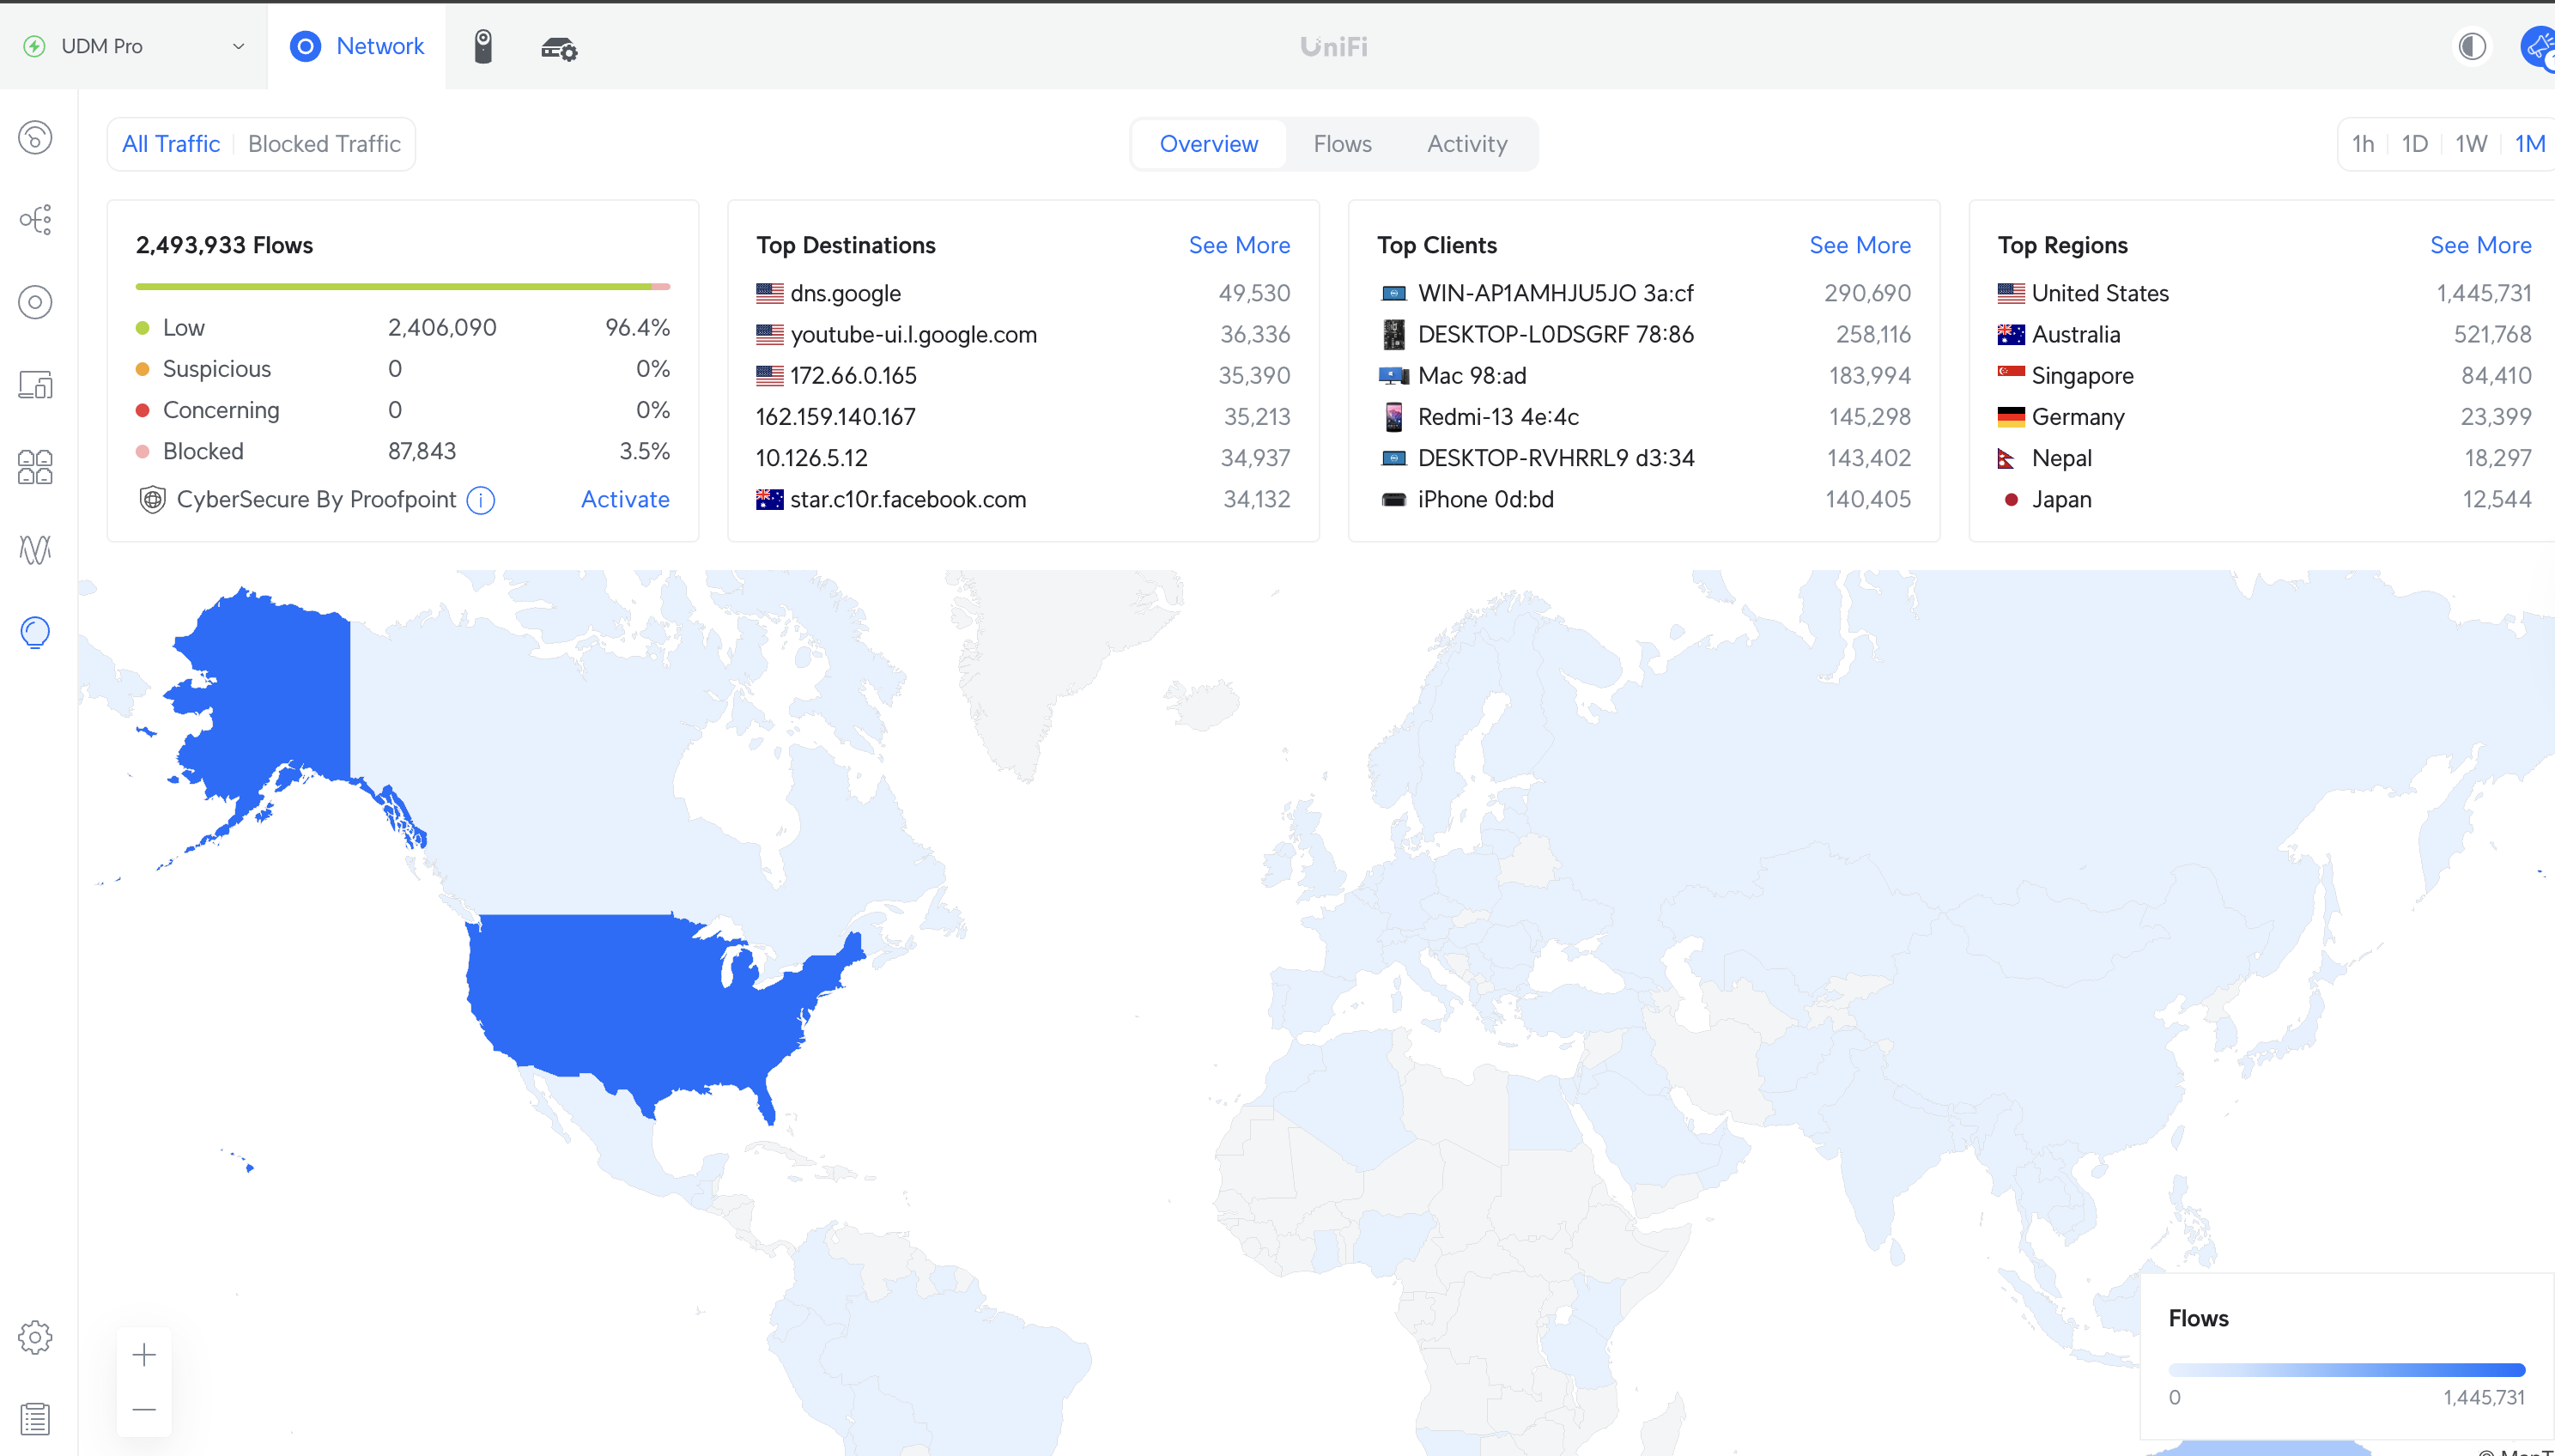 UDM Pro
Network
UniFi
All Traffic
Blocked Traffic
Overview
Flows
Activity
1h
1D
1W
1M
2,493,933 Flows
Low 2,406,090 96.4%
Suspicious 0 0%
Concerning 0 0%
Blocked 87,843 3.5%
CyberSecure By Proofpoint Activate
Top Destinations See More
dns.google 49,530
youtube-ui.l.google.com 36,336
172.66.0.165 35,390
162.159.140.167 35,213
10.126.5.12 34,937
star.c10r.facebook.com 34,132
Top Clients See More
WIN-AP1AMHJU5JO 3a:cf 290,690
DESKTOP-L0DSGRF 78:86 258,116
Mac 98:ad 183,994
Redmi-13 4e:4c 145,298
DESKTOP-RVHRRL9 d3:34 143,402
iPhone 0d:bd 140,405
Top Regions See More
United States 1,445,731
Australia 521,768
Singapore 84,410
Germany 23,399
Nepal 18,297
Japan 12,544
Flows
0 1,445,731